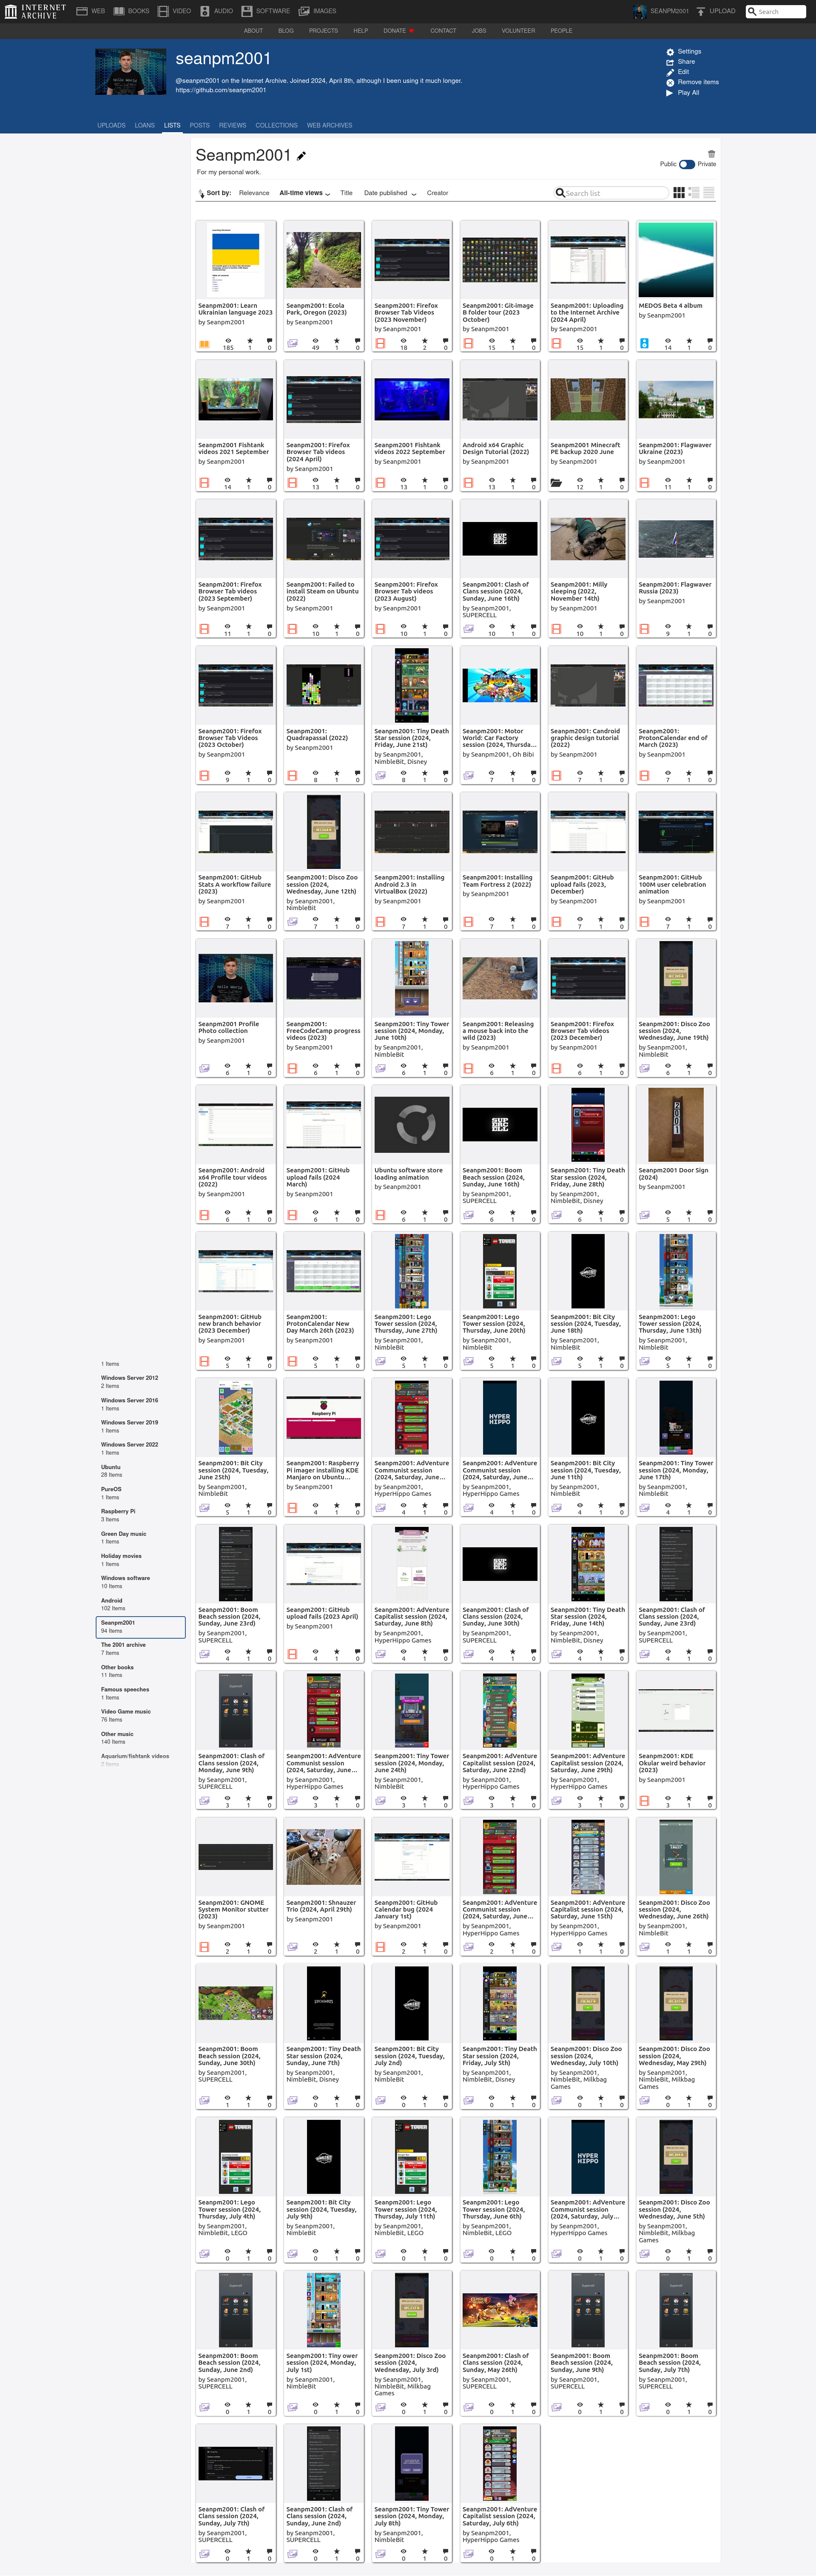 INTERNET
ARCHIVE
WEB
BOOKS
VIDEO
AUDIO
SOFTWARE
IMAGES
SEANPM2001
UPLOAD
Search
ABOUT
BLOG
PROJECTS
HELP
DONATE
CONTACT
JOBS
VOLUNTEER
PEOPLE
seanpm2001
@seanpm2001 on the Internet Archive. Joined 2024, April 8th, although I been using it much longer.
https://github.com/seanpm2001
Settings
Share
Edit
Remove items
Play All
UPLOADS
LOANS
LISTS
POSTS
REVIEWS
COLLECTIONS
WEB ARCHIVES
Seanpm2001
For my personal work.
Public
Private
Sort by:
Relevance
All-time views
Title
Date published
Creator
Search list
Seanpm2001: Learn
Ukrainian language 2023
by Seanpm2001
185 1 0
Seanpm2001: Ecola
Park, Oregon (2023)
by Seanpm2001
49 1 0
Seanpm2001: Firefox
Browser Tab Videos
(2023 November)
by Seanpm2001
18 2 0
Seanpm2001: Git-image
B folder tour (2023
October)
by Seanpm2001
15 1 0
Seanpm2001: Uploading
to the Internet Archive
(2024 April)
by Seanpm2001
15 1 0
MEDOS Beta 4 album
by Seanpm2001
14 1 0
Seanpm2001 Fishtank
videos 2021 September
by Seanpm2001
14 1 0
Seanpm2001: Firefox
Browser Tab videos
(2024 April)
by Seanpm2001
13 1 0
Seanpm2001 Fishtank
videos 2022 September
by Seanpm2001
13 1 0
Android x64 Graphic
Design Tutorial (2022)
by Seanpm2001
13 1 0
Seanpm2001 Minecraft
PE backup 2020 June
by Seanpm2001
12 1 0
Seanpm2001: Flagwaver
Ukraine (2023)
by Seanpm2001
11 1 0
Seanpm2001: Firefox
Browser Tab videos
(2023 September)
by Seanpm2001
11 1 0
Seanpm2001: Failed to
install Steam on Ubuntu
(2022)
by Seanpm2001
10 1 0
Seanpm2001: Firefox
Browser Tab videos
(2023 August)
by Seanpm2001
10 1 0
Seanpm2001: Clash of
Clans session (2024,
Sunday, June 16th)
by Seanpm2001,
SUPERCELL
10 1 0
Seanpm2001: Milly
sleeping (2022,
November 14th)
by Seanpm2001
10 1 0
Seanpm2001: Flagwaver
Russia (2023)
by Seanpm2001
9 1 0
Seanpm2001: Firefox
Browser Tab Videos
(2023 October)
by Seanpm2001
9 1 0
Seanpm2001:
Quadrapassal (2022)
by Seanpm2001
8 1 0
Seanpm2001: Tiny Death
Star session (2024,
Friday, June 21st)
by Seanpm2001,
NimbleBit, Disney
8 1 0
Seanpm2001: Motor
World: Car Factory
session (2024, Thursda...
by Seanpm2001, Oh Bibi
7 1 0
Seanpm2001: Candroid
graphic design tutorial
(2022)
by Seanpm2001
7 1 0
Seanpm2001:
ProtonCalendar end of
March (2023)
by Seanpm2001
7 1 0
Seanpm2001: GitHub
Stats A workflow failure
(2023)
by Seanpm2001
7 1 0
Seanpm2001: Disco Zoo
session (2024,
Wednesday, June 12th)
by Seanpm2001,
NimbleBit
7 1 0
Seanpm2001: Installing
Android 2.3 in
VirtualBox (2022)
by Seanpm2001
7 1 0
Seanpm2001: Installing
Team Fortress 2 (2022)
by Seanpm2001
7 1 0
Seanpm2001: GitHub
upload fails (2023,
December)
by Seanpm2001
7 1 0
Seanpm2001: GitHub
100M user celebration
animation
by Seanpm2001
7 1 0
Seanpm2001 Profile
Photo collection
by Seanpm2001
6 1 0
Seanpm2001:
FreeCodeCamp progress
videos (2023)
by Seanpm2001
6 1 0
Seanpm2001: Tiny Tower
session (2024, Monday,
June 10th)
by Seanpm2001,
NimbleBit
6 1 0
Seanpm2001: Releasing
a mouse back into the
wild (2023)
by Seanpm2001
6 1 0
Seanpm2001: Firefox
Browser Tab videos
(2023 December)
by Seanpm2001
6 1 0
Seanpm2001: Disco Zoo
session (2024,
Wednesday, June 19th)
by Seanpm2001,
NimbleBit
6 1 0
Seanpm2001: Android
x64 Profile tour videos
(2022)
by Seanpm2001
6 1 0
Seanpm2001: GitHub
upload fails (2024
March)
by Seanpm2001
6 1 0
Ubuntu software store
loading animation
by Seanpm2001
6 1 0
SUPERCELL
Seanpm2001: Boom
Beach session (2024,
Sunday, June 16th)
by Seanpm2001,
SUPERCELL
6 1 0
Seanpm2001: Tiny Death
Star session (2024,
Friday, June 28th)
by Seanpm2001,
NimbleBit, Disney
6 1 0
2001
Seanpm2001 Door Sign
(2024)
by Seanpm2001
5 1 0
Seanpm2001: GitHub
new branch behavior
(2023 December)
by Seanpm2001
5 1 0
Seanpm2001:
ProtonCalendar New
Day March 26th (2023)
by Seanpm2001
5 1 0
Seanpm2001: Lego
Tower session (2024,
Thursday, June 27th)
by Seanpm2001,
NimbleBit
5 1 0
TOWER
Seanpm2001: Lego
Tower session (2024,
Thursday, June 20th)
by Seanpm2001,
NimbleBit
5 1 0
Seanpm2001: Bit City
session (2024, Tuesday,
June 18th)
by Seanpm2001,
NimbleBit
5 1 0
Seanpm2001: Lego
Tower session (2024,
Thursday, June 13th)
by Seanpm2001,
NimbleBit
5 1 0
1 Items
Windows Server 2012
2 Items
Windows Server 2016
1 Items
Windows Server 2019
1 Items
Windows Server 2022
1 Items
Ubuntu
28 Items
PureOS
1 Items
Raspberry Pi
3 Items
Green Day music
1 Items
Holiday movies
1 Items
Windows software
10 Items
Android
102 Items
Seanpm2001
94 Items
The 2001 archive
7 Items
Other books
11 Items
Famous speeches
1 Items
Video Game music
76 Items
Other music
140 Items
Aquarium/fishtank videos
2 Items
Seanpm2001: Bit City
session (2024, Tuesday,
June 25th)
by Seanpm2001,
NimbleBit
5 1 0
Raspberry Pi
Seanpm2001: Raspberry
Pi Imager installing KDE
Manjaro on Ubuntu...
by Seanpm2001
4 1 0
Seanpm2001: AdVenture
Communist session
(2024, Saturday, June...
by Seanpm2001,
HyperHippo Games
4 1 0
HYPER
HIPPO
Seanpm2001: AdVenture
Communist session
(2024, Saturday, June...
by Seanpm2001,
HyperHippo Games
4 1 0
Seanpm2001: Bit City
session (2024, Tuesday,
June 11th)
by Seanpm2001,
NimbleBit
4 1 0
Seanpm2001: Tiny Tower
session (2024, Monday,
June 17th)
by Seanpm2001,
NimbleBit
4 1 0
Seanpm2001: Boom
Beach session (2024,
Sunday, June 23rd)
by Seanpm2001,
SUPERCELL
4 1 0
Seanpm2001: GitHub
upload fails (2023 April)
by Seanpm2001
4 1 0
Seanpm2001: AdVenture
Capitalist session (2024,
Saturday, June 8th)
by Seanpm2001,
HyperHippo Games
4 1 0
Seanpm2001: Clash of
Clans session (2024,
Sunday, June 30th)
by Seanpm2001,
SUPERCELL
4 1 0
Seanpm2001: Tiny Death
Star session (2024,
Friday, June 14th)
by Seanpm2001,
NimbleBit, Disney
4 1 0
Seanpm2001: Clash of
Clans session (2024,
Sunday, June 23rd)
by Seanpm2001,
SUPERCELL
4 1 0
Seanpm2001: Clash of
Clans session (2024,
Monday, June 9th)
by Seanpm2001,
SUPERCELL
3 1 0
Seanpm2001: AdVenture
Communist session
(2024, Saturday, June...
by Seanpm2001,
HyperHippo Games
3 1 0
Seanpm2001: Tiny Tower
session (2024, Monday,
June 24th)
by Seanpm2001,
NimbleBit
3 1 0
Seanpm2001: AdVenture
Capitalist session (2024,
Saturday, June 22nd)
by Seanpm2001,
HyperHippo Games
3 1 0
Seanpm2001: AdVenture
Capitalist session (2024,
Saturday, June 29th)
by Seanpm2001,
HyperHippo Games
3 1 0
Seanpm2001: KDE
Okular weird behavior
(2023)
by Seanpm2001
3 1 0
Seanpm2001: GNOME
System Monitor stutter
(2023)
by Seanpm2001
2 1 0
Seanpm2001: Shnauzer
Trio (2024, April 29th)
by Seanpm2001
2 1 0
Seanpm2001: GitHub
Calendar bug (2024
January 1st)
by Seanpm2001
2 1 0
Seanpm2001: AdVenture
Communist session
(2024, Saturday, June...
by Seanpm2001,
HyperHippo Games
2 1 0
Seanpm2001: AdVenture
Capitalist session (2024,
Saturday, June 15th)
by Seanpm2001,
HyperHippo Games
1 1 0
Seanpm2001: Disco Zoo
session (2024,
Wednesday, June 26th)
by Seanpm2001,
NimbleBit
1 1 0
Seanpm2001: Boom
Beach session (2024,
Sunday, June 30th)
by Seanpm2001,
SUPERCELL
1 1 0
Seanpm2001: Tiny Death
Star session (2024,
Sunday, June 7th)
by Seanpm2001,
NimbleBit, Disney
0 1 0
Seanpm2001: Bit City
session (2024, Tuesday,
July 2nd)
by Seanpm2001,
NimbleBit
0 1 0
Seanpm2001: Tiny Death
Star session (2024,
Friday, July 5th)
by Seanpm2001,
NimbleBit, Disney
0 1 0
Seanpm2001: Disco Zoo
session (2024,
Wednesday, July 10th)
by Seanpm2001,
NimbleBit, Milkbag
Games
0 1 0
Seanpm2001: Disco Zoo
session (2024,
Wednesday, May 29th)
by Seanpm2001,
NimbleBit, Milkbag
Games
0 1 0
TOWER
Seanpm2001: Lego
Tower session (2024,
Thursday, July 4th)
by Seanpm2001,
NimbleBit, LEGO
0 1 0
Seanpm2001: Bit City
session (2024, Tuesday,
July 9th)
by Seanpm2001,
NimbleBit
0 1 0
TOWER
Seanpm2001: Lego
Tower session (2024,
Thursday, July 11th)
by Seanpm2001,
NimbleBit, LEGO
0 1 0
Seanpm2001: Lego
Tower session (2024,
Thursday, June 6th)
by Seanpm2001,
NimbleBit, LEGO
0 1 0
HYPER
HIPPO
Seanpm2001: AdVenture
Communist session
(2024, Saturday, July...
by Seanpm2001,
HyperHippo Games
0 1 0
Seanpm2001: Disco Zoo
session (2024,
Wednesday, June 5th)
by Seanpm2001,
NimbleBit, Milkbag
Games
0 1 0
Seanpm2001: Boom
Beach session (2024,
Sunday, June 2nd)
by Seanpm2001,
SUPERCELL
0 1 0
Seanpm2001: Tiny ower
session (2024, Monday,
July 1st)
by Seanpm2001,
NimbleBit
0 1 0
Seanpm2001: Disco Zoo
session (2024,
Wednesday, July 3rd)
by Seanpm2001,
NimbleBit, Milkbag
Games
0 1 0
Seanpm2001: Clash of
Clans session (2024,
Sunday, May 26th)
by Seanpm2001,
SUPERCELL
0 1 0
Seanpm2001: Boom
Beach session (2024,
Sunday, June 9th)
by Seanpm2001,
SUPERCELL
0 1 0
Seanpm2001: Boom
Beach session (2024,
Sunday, July 7th)
by Seanpm2001,
SUPERCELL
0 1 0
Seanpm2001: Clash of
Clans session (2024,
Sunday, July 7th)
by Seanpm2001,
SUPERCELL
0 1 0
Seanpm2001: Clash of
Clans session (2024,
Sunday, June 2nd)
by Seanpm2001,
SUPERCELL
0 1 0
Seanpm2001: Tiny Tower
session (2024, Monday,
July 8th)
by Seanpm2001,
NimbleBit
0 1 0
Seanpm2001: AdVenture
Capitalist session (2024,
Saturday, July 6th)
by Seanpm2001,
HyperHippo Games
0 1 0